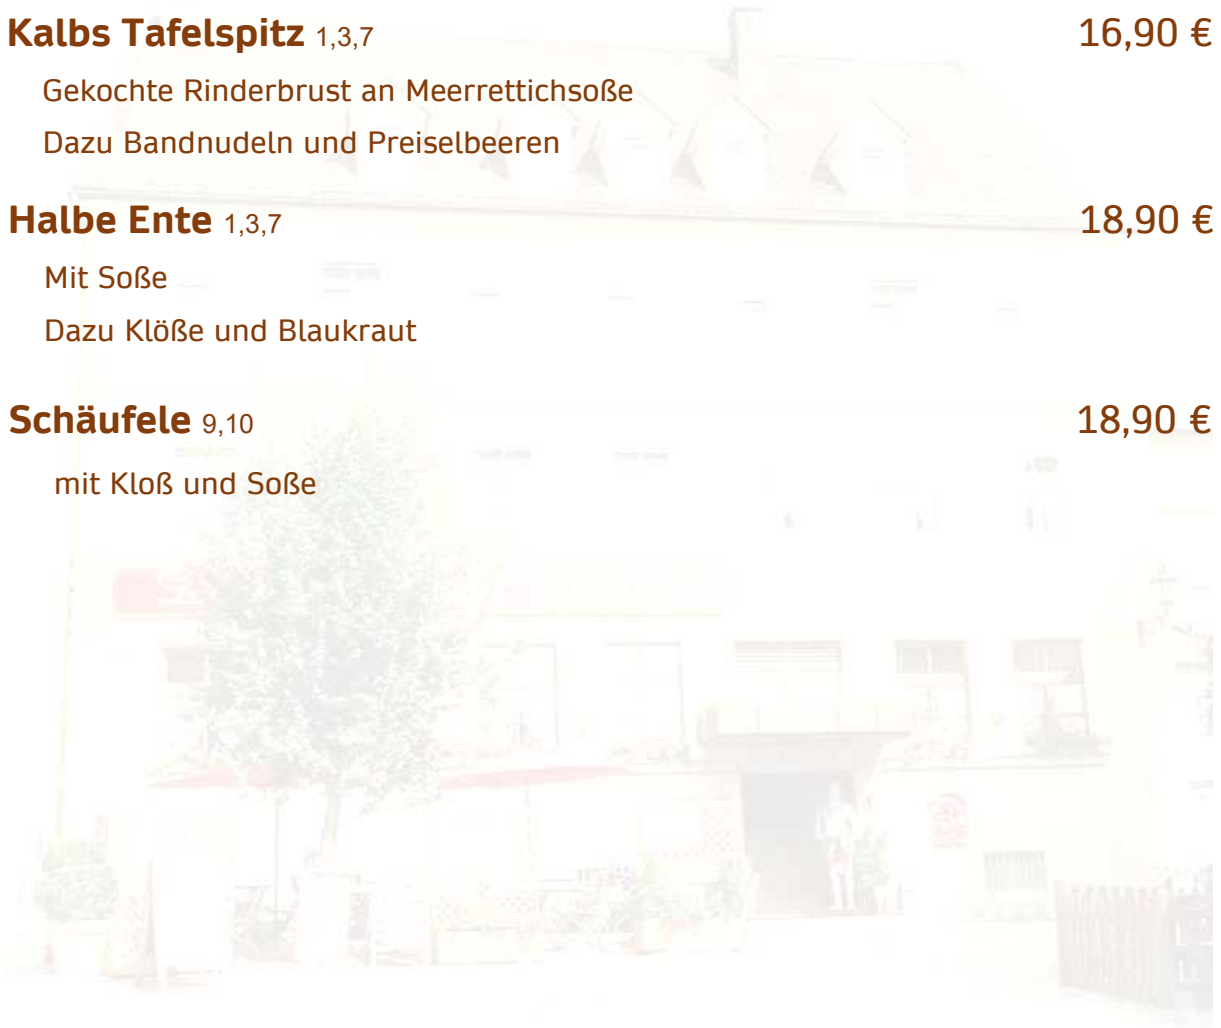 Kalbs Tafelspitz 1,3,7 16,90 €
Gekochte Rinderbrust an Meerrettichsoße
Dazu Bandnudeln und Preiselbeeren
Halbe Ente 1,3,7 18,90 €
Mit Soße
Dazu Klöße und Blaukraut
Schäufele 9,10 18,90 €
mit Kloß und Soße